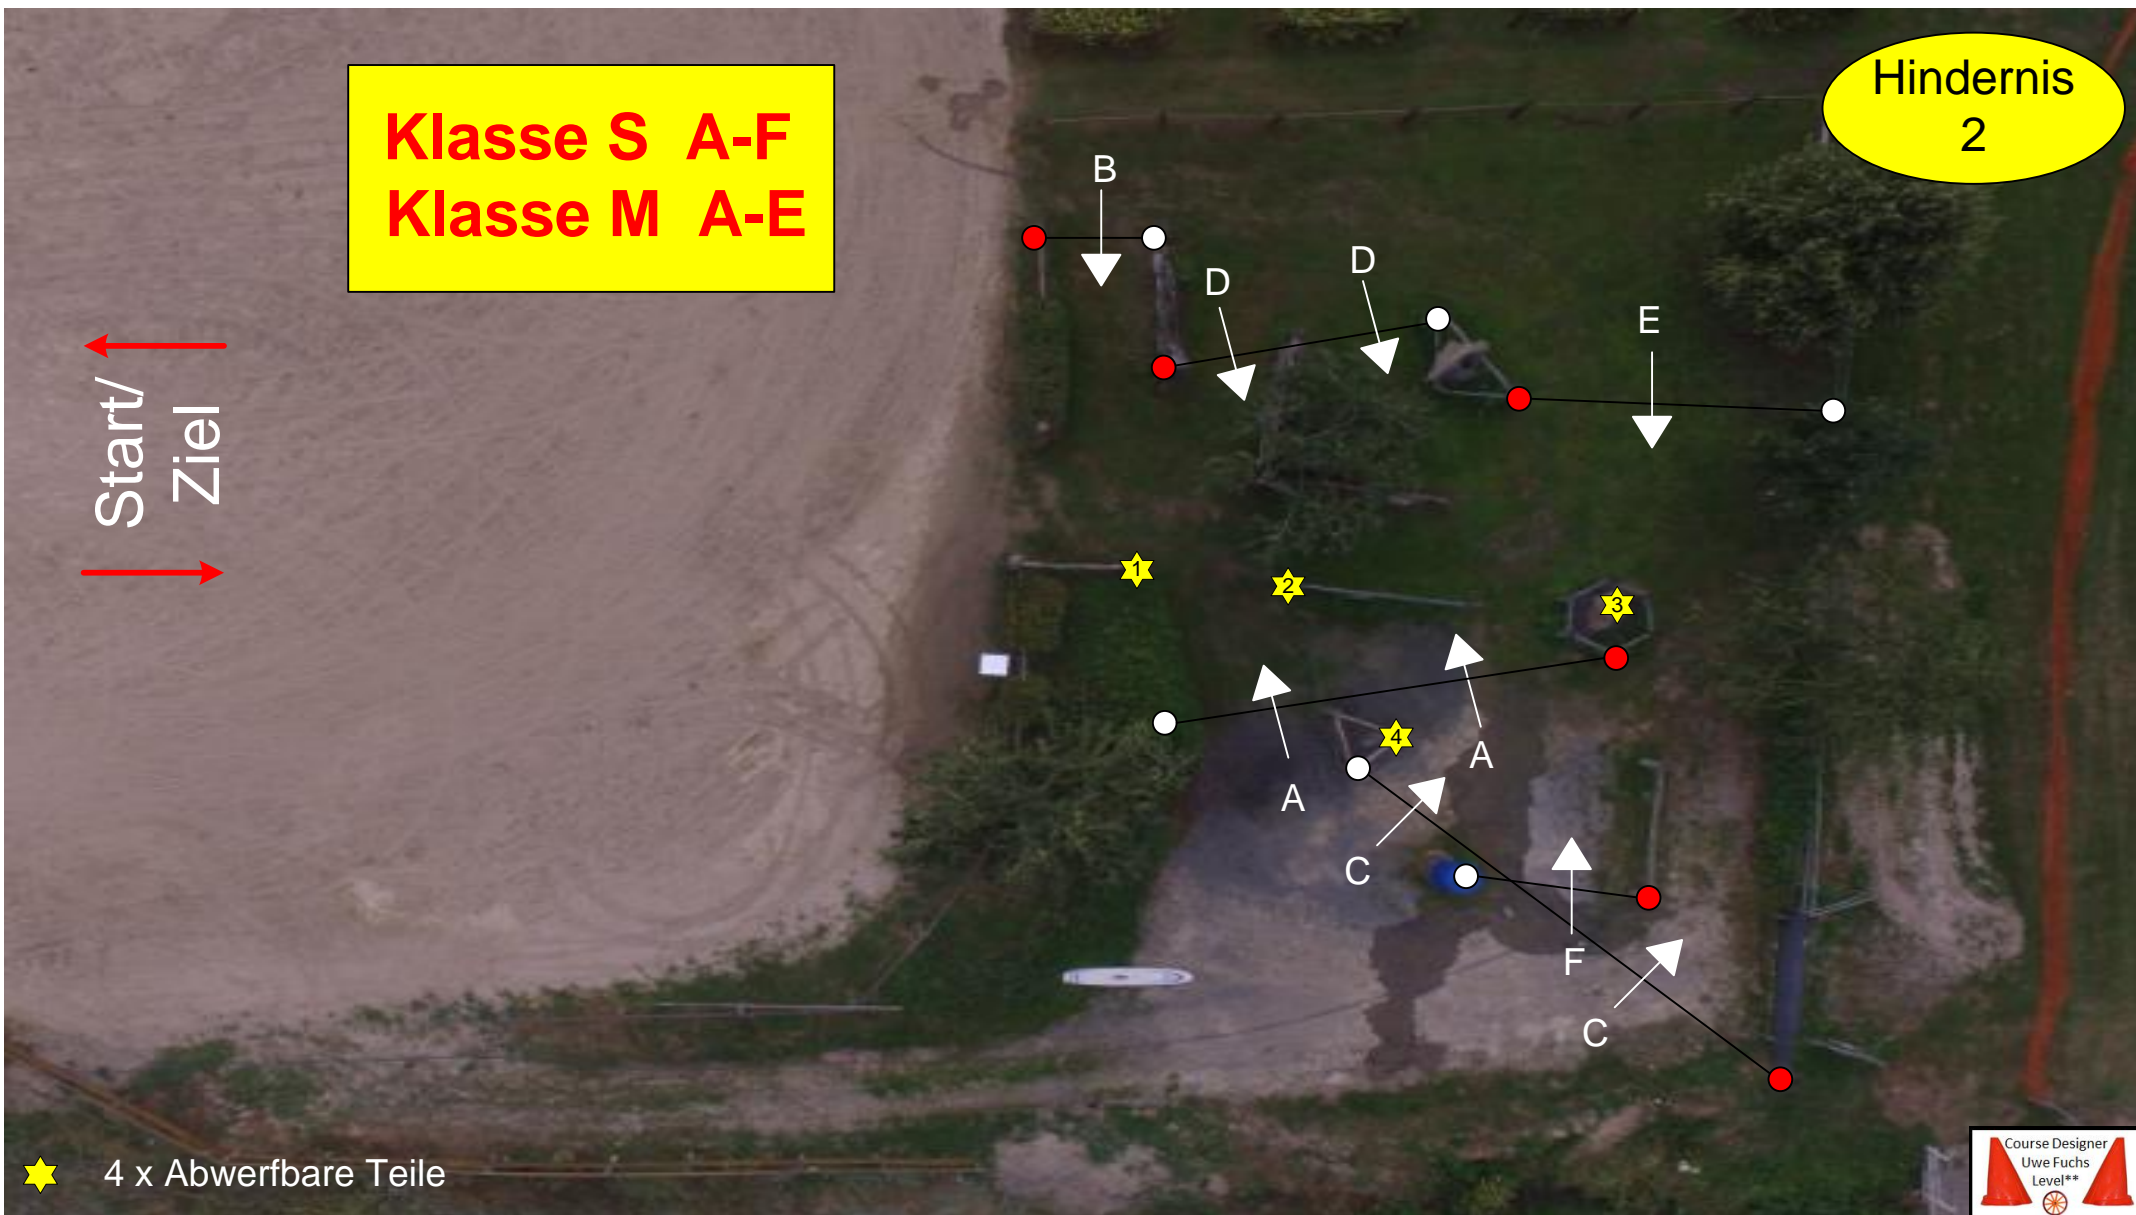 Klasse S A-F
Klasse M A-E
Hindernis
2
B
D
D
E
Start/
Ziel
1
2
3
4
A
A
C
F
C
4 x Abwerfbare Teile
Course Designer
Uwe Fuchs
Level**